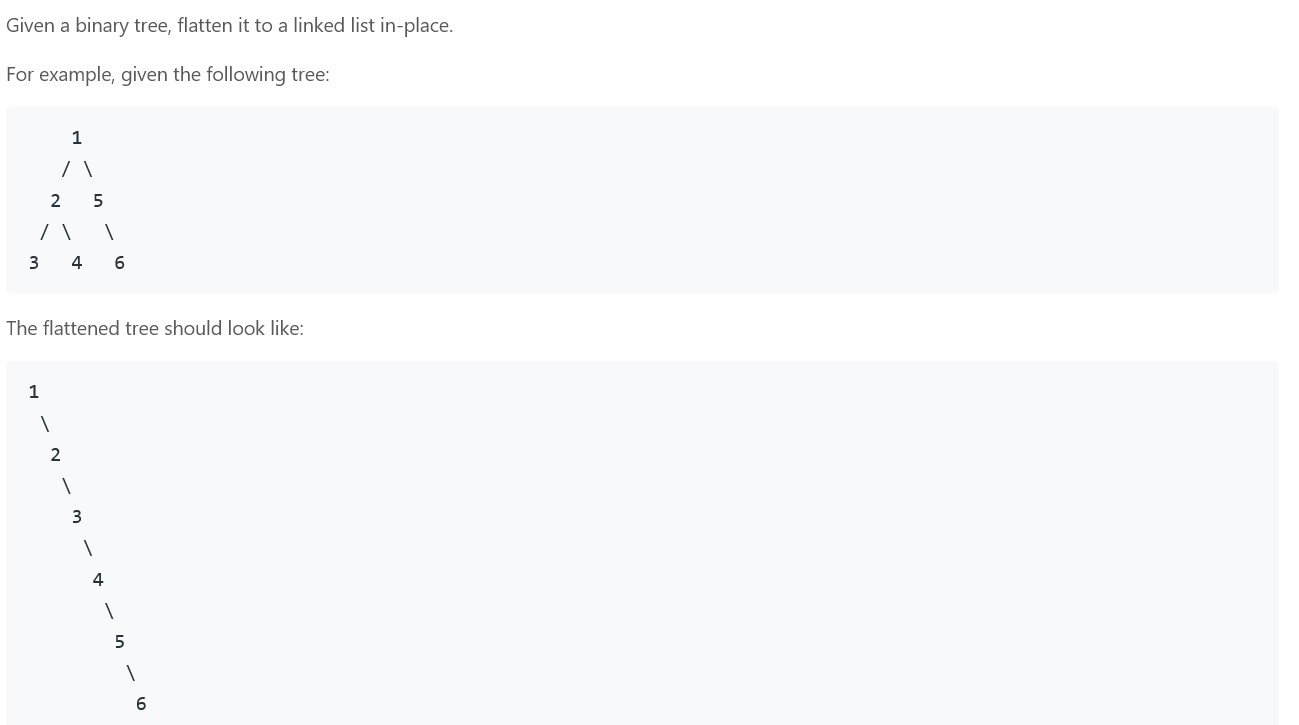 Given a binary tree, flatten it to a linked list in-place.
For example, given the following tree:
    1
   / \
  2   5
 / \   \
3   4   6
The flattened tree should look like:
1
 \
  2
   \
    3
     \
      4
       \
        5
         \
          6